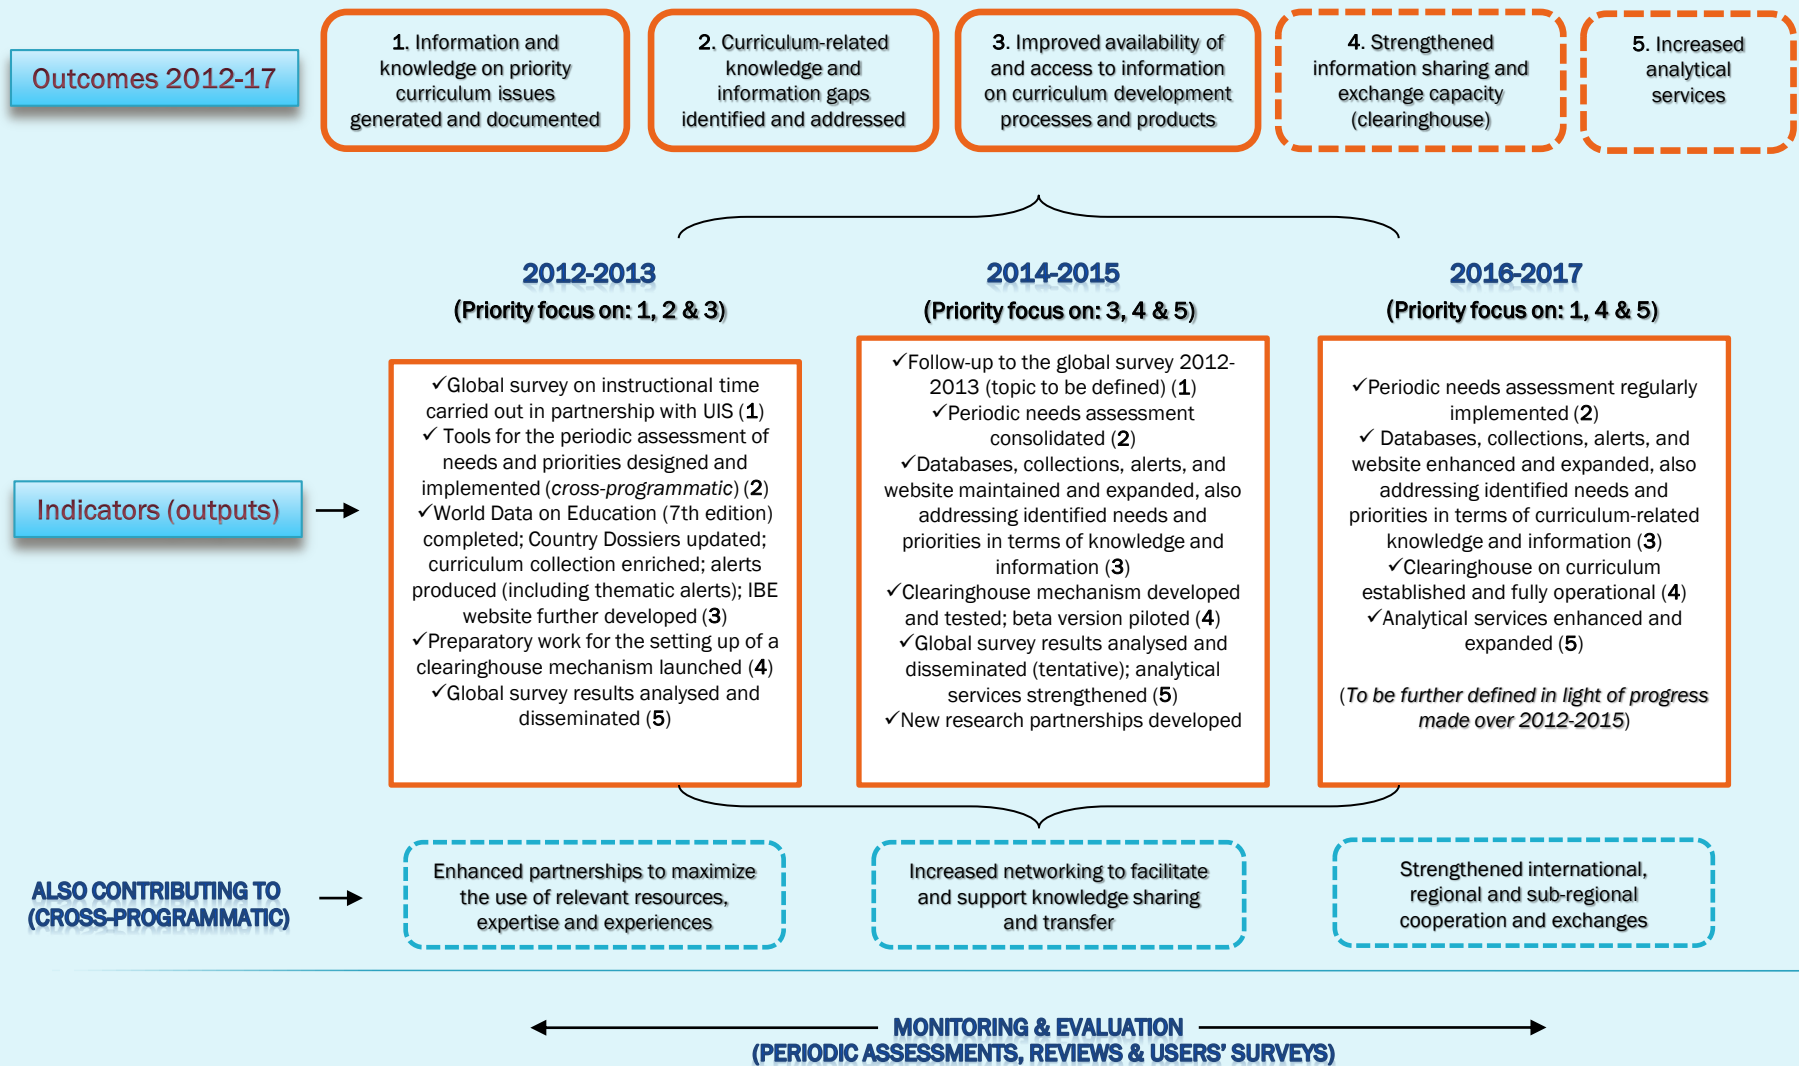 Outcomes 2012-17
1. Information and
knowledge on priority
curriculum issues
generated and documented
2. Curriculum-related
knowledge and
information gaps
identified and addressed
3. Improved availability of
and access to information
on curriculum development
processes and products
4. Strengthened
information sharing and
exchange capacity
(clearinghouse)
5. Increased
analytical
services
2012-2013
(Priority focus on: 1, 2 & 3)
2014-2015
(Priority focus on: 3, 4 & 5)
2016-2017
(Priority focus on: 1, 4 & 5)
Indicators (outputs)
✓Global survey on instructional time
carried out in partnership with UIS (1)
✓ Tools for the periodic assessment of
needs and priorities designed and
implemented (cross-programmatic) (2)
✓World Data on Education (7th edition)
completed; Country Dossiers updated;
curriculum collection enriched; alerts
produced (including thematic alerts); IBE
website further developed (3)
✓Preparatory work for the setting up of a
clearinghouse mechanism launched (4)
✓Global survey results analysed and
disseminated (5)
✓Follow-up to the global survey 2012-
2013 (topic to be defined) (1)
✓Periodic needs assessment
consolidated (2)
✓Databases, collections, alerts, and
website maintained and expanded, also
addressing identified needs and
priorities in terms of knowledge and
information (3)
✓Clearinghouse mechanism developed
and tested; beta version piloted (4)
✓Global survey results analysed and
disseminated (tentative); analytical
services strengthened (5)
✓New research partnerships developed
✓Periodic needs assessment regularly
implemented (2)
✓ Databases, collections, alerts, and
website enhanced and expanded, also
addressing identified needs and
priorities in terms of curriculum-related
knowledge and information (3)
✓Clearinghouse on curriculum
established and fully operational (4)
✓Analytical services enhanced and
expanded (5)
(To be further defined in light of progress
made over 2012-2015)
ALSO CONTRIBUTING TO
(CROSS-PROGRAMMATIC)
Enhanced partnerships to maximize
the use of relevant resources,
expertise and experiences
Increased networking to facilitate
and support knowledge sharing
and transfer
Strengthened international,
regional and sub-regional
cooperation and exchanges
MONITORING & EVALUATION
(PERIODIC ASSESSMENTS, REVIEWS & USERS' SURVEYS)